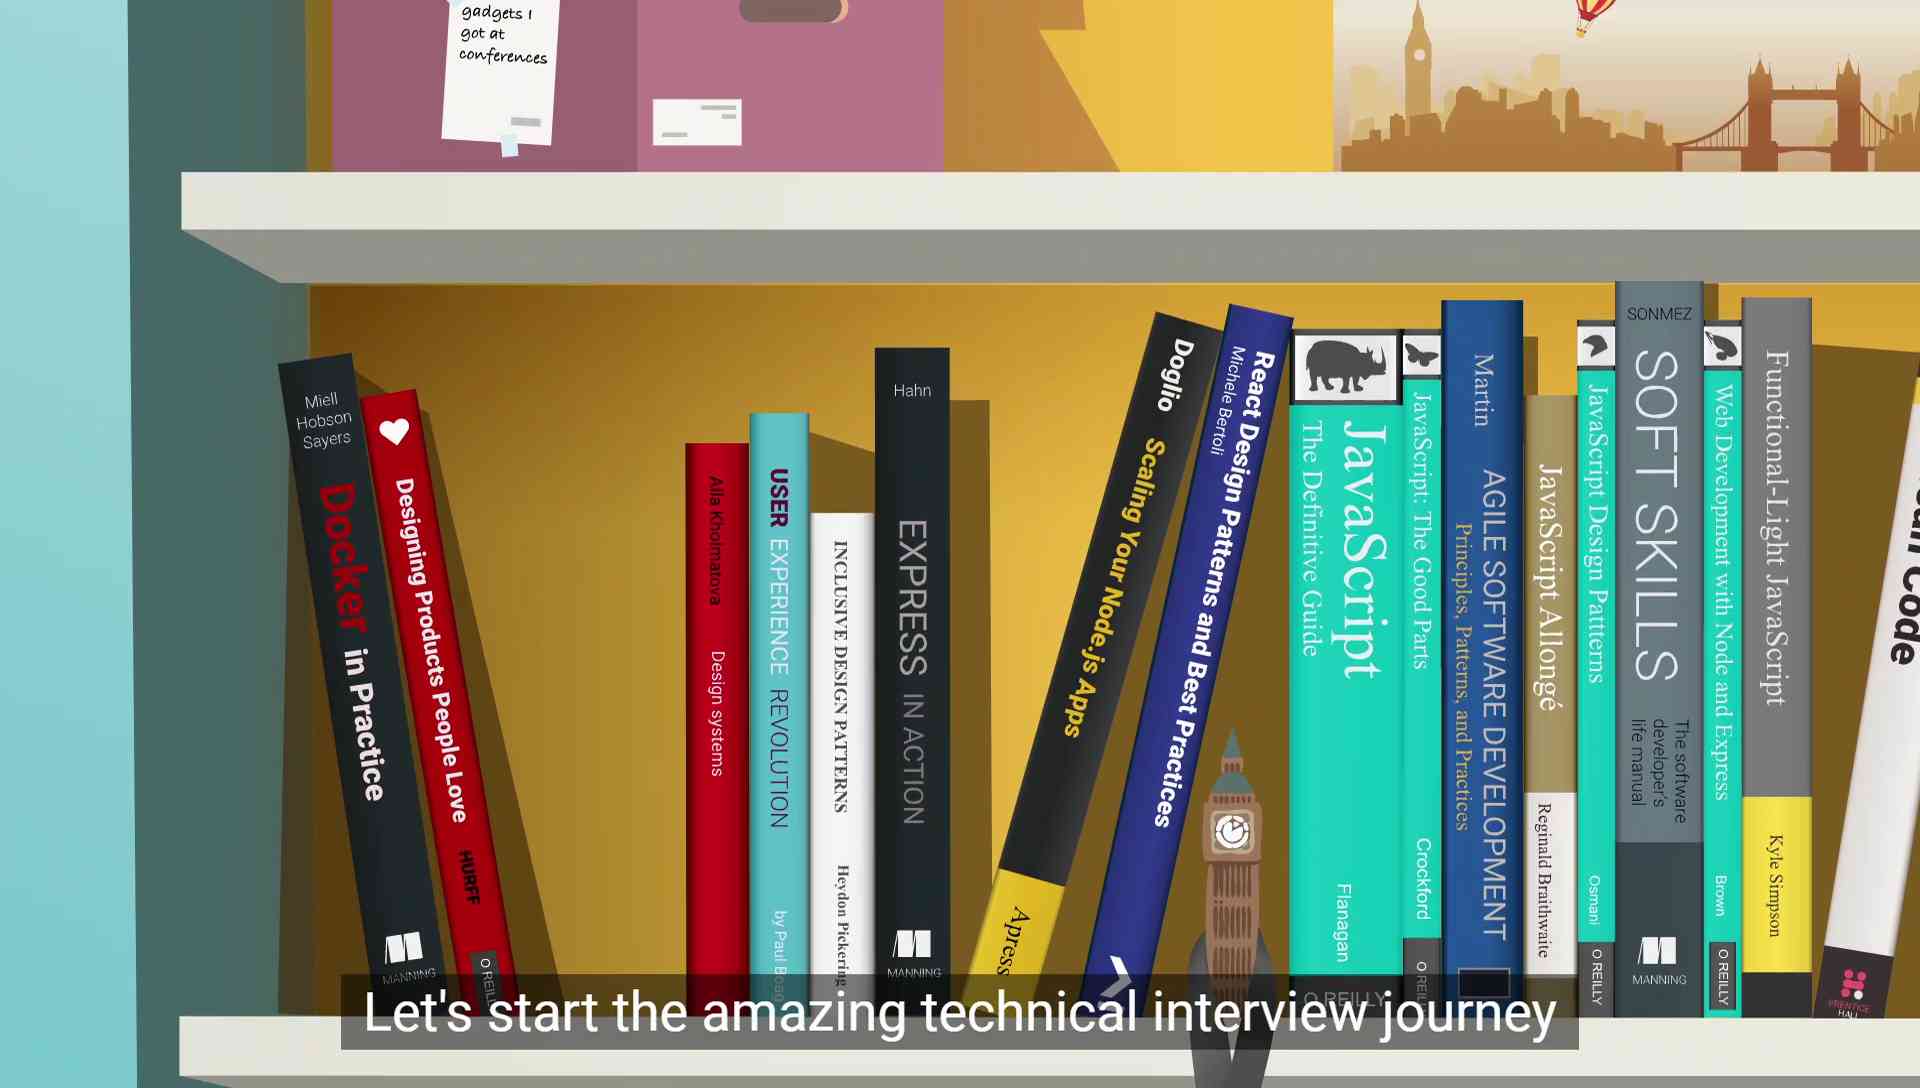 gadgets I
got at
conferences
Miell
Hobson
Sayers
Docker in Practice
MANNING
Designing Products People Love
HURFF
O REILL
Alla Kholmatova
Design systems
USER EXPERIENCE REVOLUTION
by Paul Boag
INCLUSIVE DESIGN PATTERNS
Heydon Pickering
Hahn
EXPRESS IN ACTION
MANNING
Doglio
Scaling Your Node.js Apps
Apress
React Design Patterns and Best Practices
Michele Bertoli
JavaScript
The Definitive Guide
Flanagan
O REILLY
JavaScript: The Good Parts
Crockford
O REIL
Martin
AGILE SOFTWARE DEVELOPMENT
Principles, Patterns, and Practices
JavaScript Allongé
Reginald Braithwaite
JavaScript Design Pattterns
Osmani
O REILLY
SONMEZ
SOFT SKILLS
The software
developer's
life manual
MANNING
Web Development with Node and Express
Brown
O REILLY
Functional-Light JavaScript
Kyle Simpson
Code
PRENTICE
HALL
Let's start the amazing technical interview journey